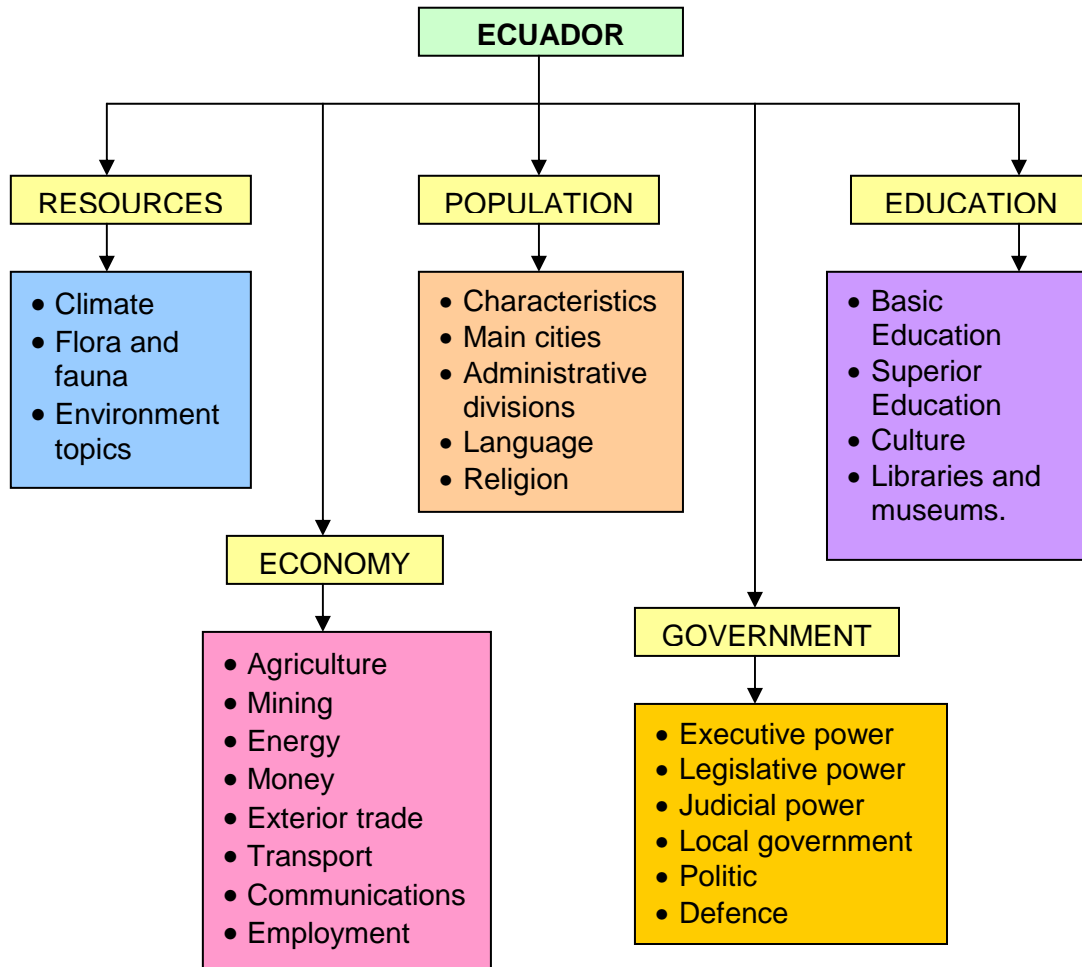 ECUADOR
RESOURCES
• Climate
• Flora and
fauna
• Environment
topics
POPULATION
• Characteristics
• Main cities
• Administrative
divisions
• Language
• Religion
EDUCATION
• Basic
Education
• Superior
Education
• Culture
• Libraries and
museums.
ECONOMY
• Agriculture
• Mining
• Energy
• Money
• Exterior trade
• Transport
• Communications
• Employment
GOVERNMENT
• Executive power
• Legislative power
• Judicial power
• Local government
• Politic
• Defence